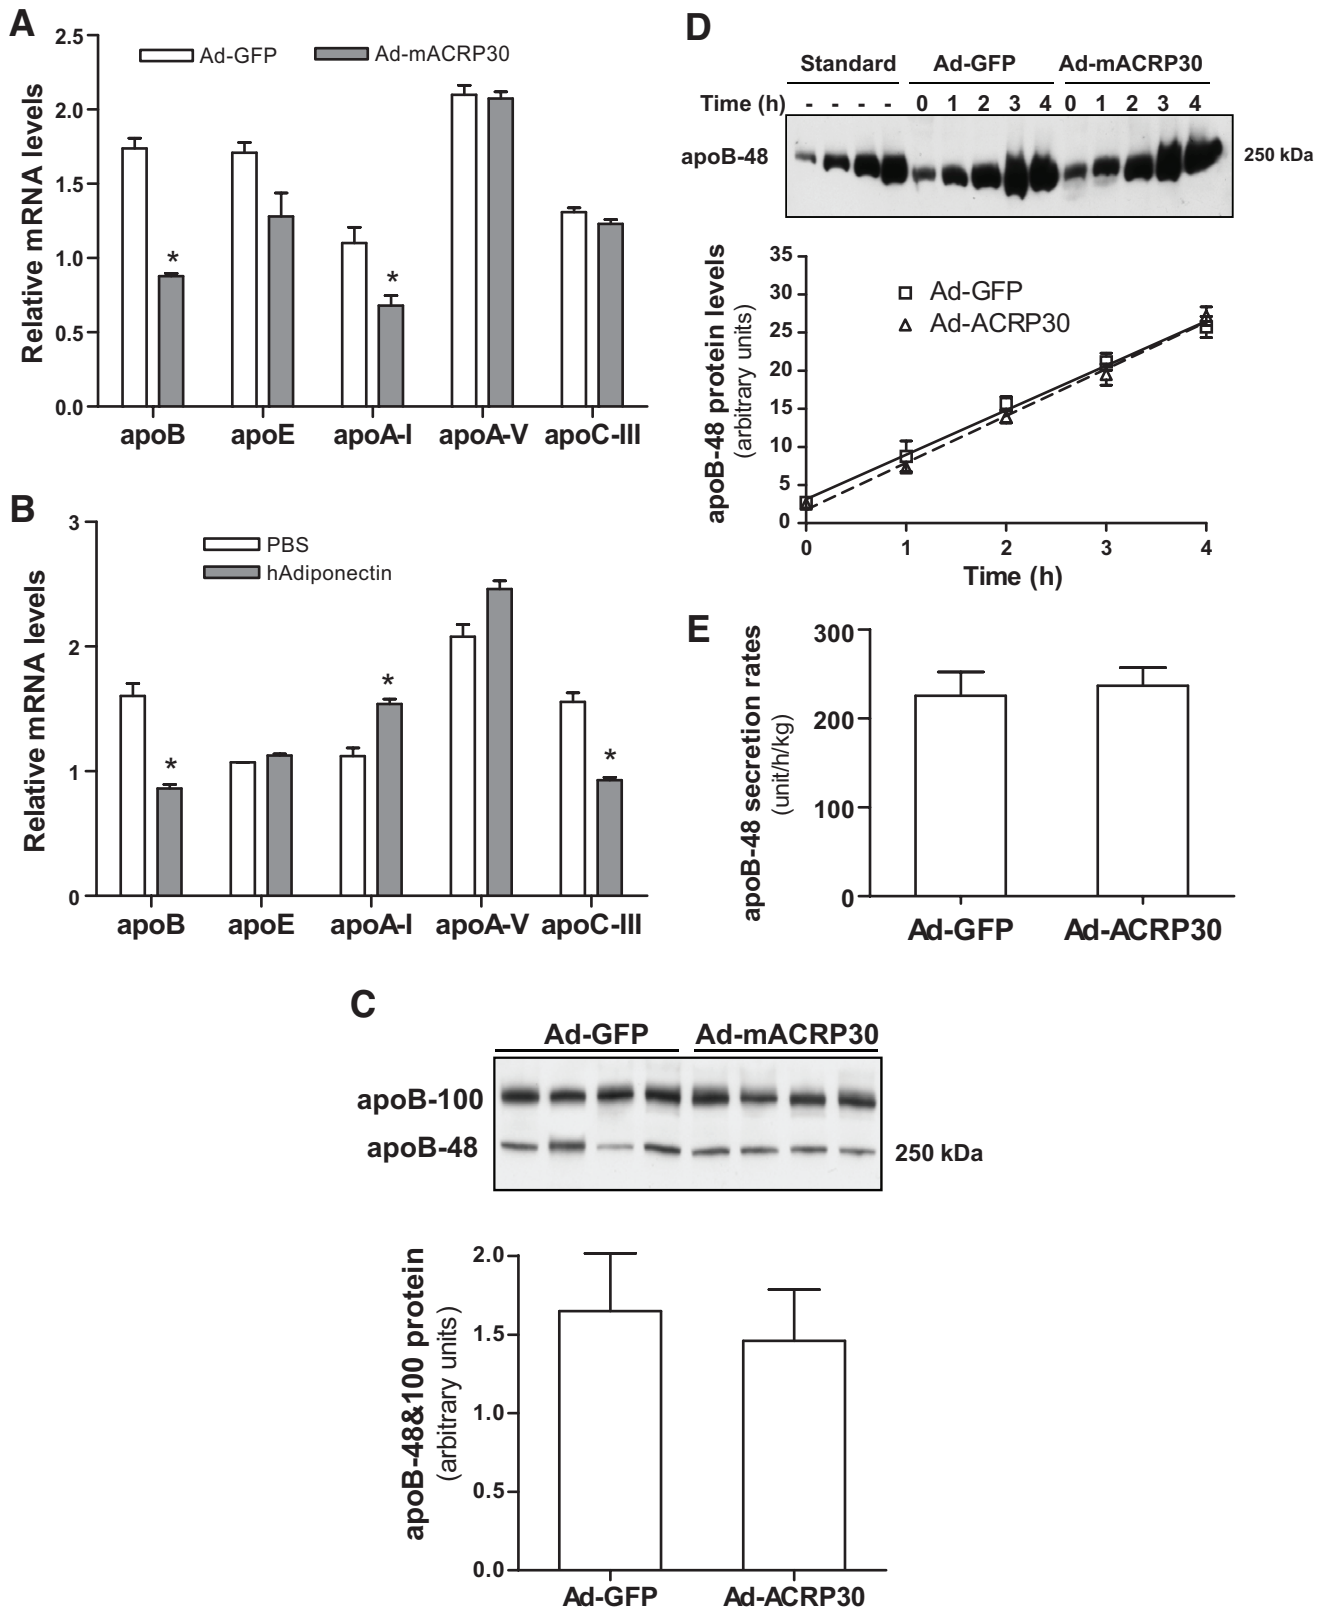 A
Relative mRNA levels
2.5
2.0
1.5
1.0
0.5
0.0
Ad-GFP Ad-mACRP30
*
*
apoB apoE apoA-I apoA-V apoC-III
B
Relative mRNA levels
3
2
1
0
PBS
hAdiponectin
*
*
*
apoB apoE apoA-I apoA-V apoC-III
C
Ad-GFP Ad-mACRP30
apoB-100
apoB-48
250 kDa
apoB-48&100 protein
(arbitrary units)
2.0
1.5
1.0
0.5
0.0
Ad-GFP Ad-ACRP30
D
Standard Ad-GFP Ad-mACRP30
Time (h) - - - - 0 1 2 3 4 0 1 2 3 4
apoB-48
250 kDa
apoB-48 protein levels
(arbitrary units)
35
30
25
20
15
10
5
0
Ad-GFP
Ad-ACRP30
0 1 2 3 4
Time (h)
E
apoB-48 secretion rates
(unit/h/kg)
300
200
100
0
Ad-GFP Ad-ACRP30